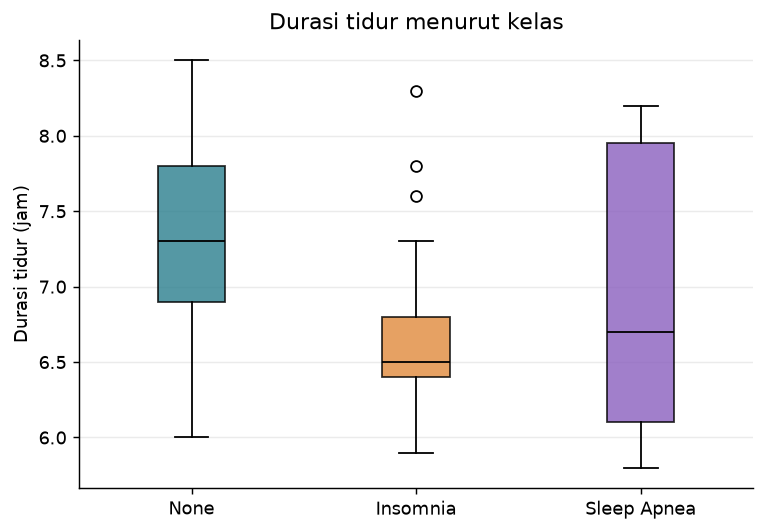 Durasi tidur menurut kelas
Durasi tidur (jam)
8.5
8.0
7.5
7.0
6.5
6.0
None
Insomnia
Sleep Apnea